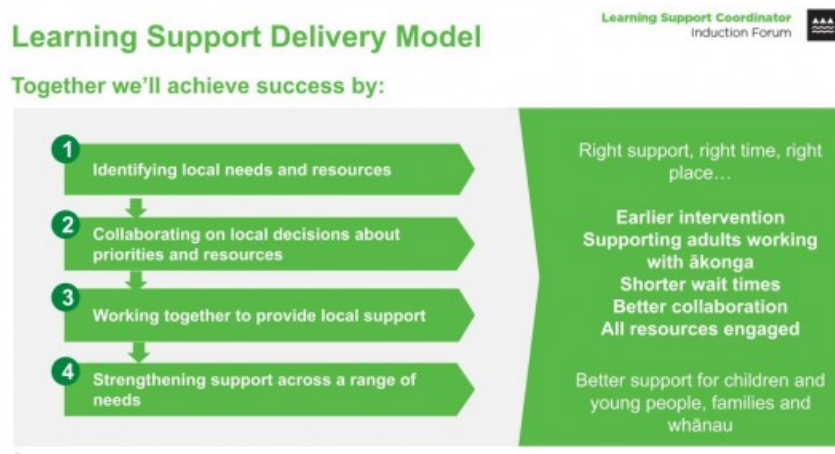 Learning Support Coordinator
Induction Forum
Learning Support Delivery Model
Together we'll achieve success by:
1
Identifying local needs and resources
2
Collaborating on local decisions about
priorities and resources
3
Working together to provide local support
4
Strengthening support across a range of
needs
Right support, right time, right
place…
Earlier intervention
Supporting adults working
with ākonga
Shorter wait times
Better collaboration
All resources engaged
Better support for children and
young people, families and
whānau